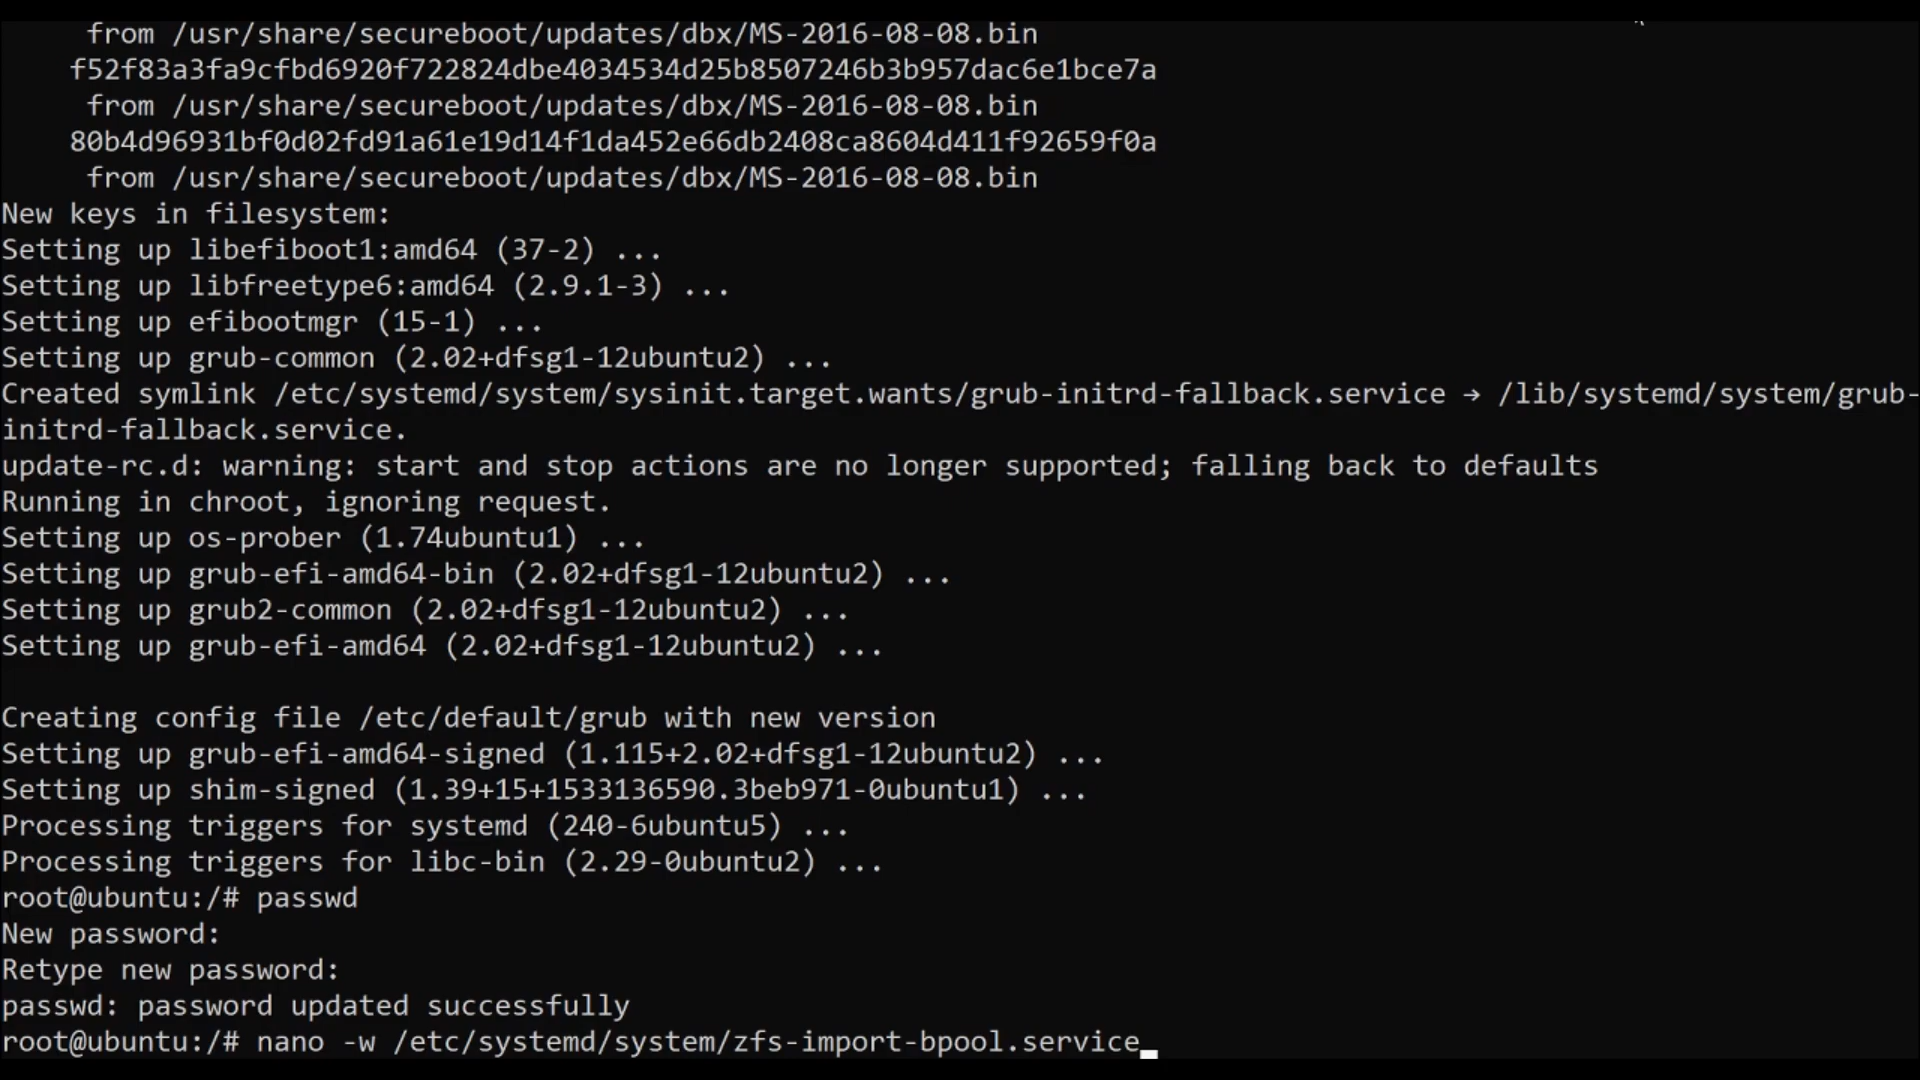 from /usr/share/secureboot/updates/dbx/MS-2016-08-08.bin
f52f83a3fa9cfbd6920f722824dbe4034534d25b8507246b3b957dac6e1bce7a
from /usr/share/secureboot/updates/dbx/MS-2016-08-08.bin
80b4d96931bf0d02fd91a61e19d14f1da452e66db2408ca8604d411f92659f0a
from /usr/share/secureboot/updates/dbx/MS-2016-08-08.bin
New keys in filesystem:
Setting up libefiboot1:amd64 (37-2) ...
Setting up libfreetype6:amd64 (2.9.1-3) ...
Setting up efibootmgr (15-1) ...
Setting up grub-common (2.02+dfsg1-12ubuntu2) ...
Created symlink /etc/systemd/system/sysinit.target.wants/grub-initrd-fallback.service → /lib/systemd/system/grub-
initrd-fallback.service.
update-rc.d: warning: start and stop actions are no longer supported; falling back to defaults
Running in chroot, ignoring request.
Setting up os-prober (1.74ubuntu1) ...
Setting up grub-efi-amd64-bin (2.02+dfsg1-12ubuntu2) ...
Setting up grub2-common (2.02+dfsg1-12ubuntu2) ...
Setting up grub-efi-amd64 (2.02+dfsg1-12ubuntu2) ...
Creating config file /etc/default/grub with new version
Setting up grub-efi-amd64-signed (1.115+2.02+dfsg1-12ubuntu2) ...
Setting up shim-signed (1.39+15+1533136590.3beb971-0ubuntu1) ...
Processing triggers for systemd (240-6ubuntu5) ...
Processing triggers for libc-bin (2.29-0ubuntu2) ...
root@ubuntu:/# passwd
New password:
Retype new password:
passwd: password updated successfully
root@ubuntu:/# nano -w /etc/systemd/system/zfs-import-bpool.service